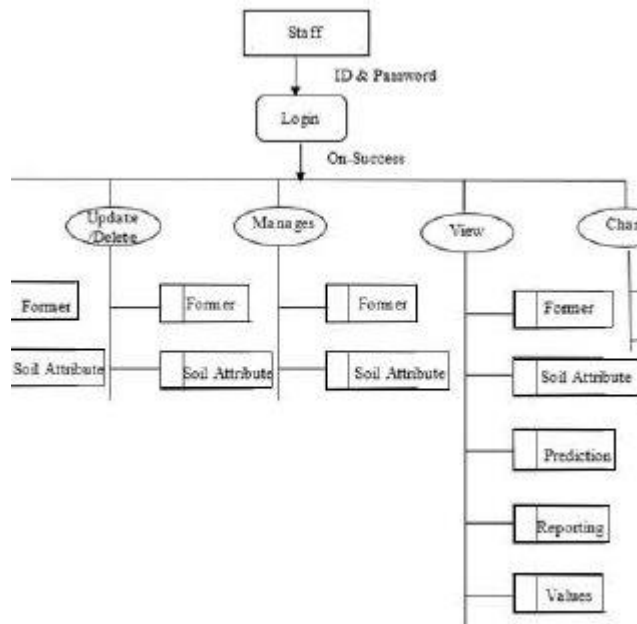 Staff
ID & Password
Login
On-Success
Update
/Delete
Manages
View
Chan
Former
Former
Former
Former
Soil Attribute
Soil Attribute
Soil Attribute
Soil Attribute
Prediction
Reporting
Values